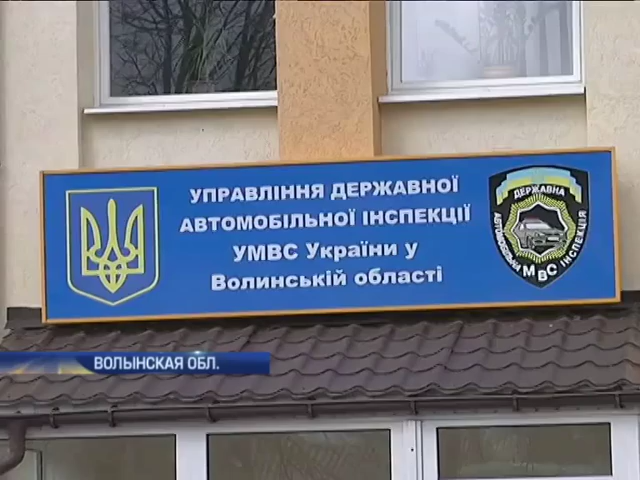 УПРАВЛІННЯ ДЕРЖАВНОЇ
АВТОМОБІЛЬНОЇ ІНСПЕКЦІЇ
УМВС України у
Волинській області
ДЕРЖАВНА
АВТОМОБІЛЬНА
ІНСПЕКЦІЯ
МВС
ВОЛЫНСКАЯ ОБЛ.